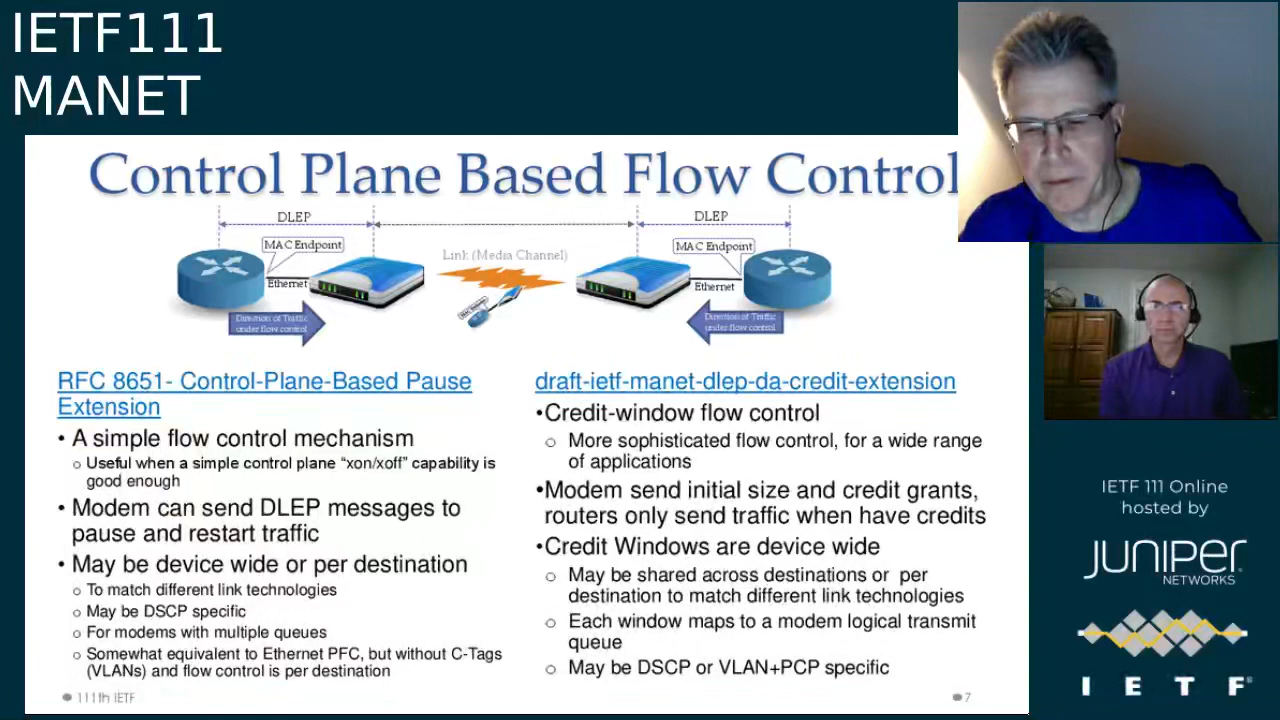 IETF111
MANET
Control Plane Based Flow Control
DLEP
DLEP
MAC Endpoint
Link (Media Channel)
MAC Endpoint
Ethernet
Ethernet
Direction of Traffic
under flow control
Direction of Traffic
under flow control
RFC 8651- Control-Plane-Based Pause
Extension
• A simple flow control mechanism
o Useful when a simple control plane “xon/xoff” capability is
good enough
• Modem can send DLEP messages to
pause and restart traffic
• May be device wide or per destination
o To match different link technologies
o May be DSCP specific
o For modems with multiple queues
o Somewhat equivalent to Ethernet PFC, but without C-Tags
(VLANs) and flow control is per destination
draft-ietf-manet-dlep-da-credit-extension
•Credit-window flow control
o More sophisticated flow control, for a wide range
of applications
•Modem send initial size and credit grants,
routers only send traffic when have credits
•Credit Windows are device wide
o May be shared across destinations or per
destination to match different link technologies
o Each window maps to a modem logical transmit
queue
o May be DSCP or VLAN+PCP specific
111th IETF
7
IETF 111 Online
hosted by
JUNIPER
NETWORKS
I E T F®